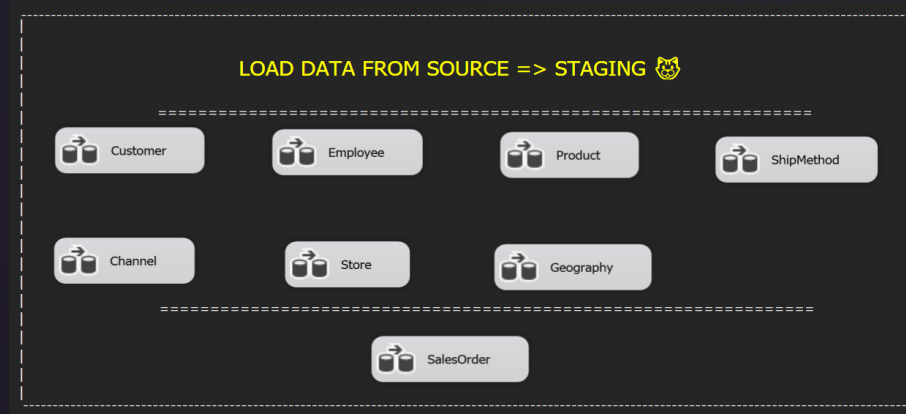 LOAD DATA FROM SOURCE => STAGING 🐱
Customer
Employee
Product
ShipMethod
Channel
Store
Geography
SalesOrder